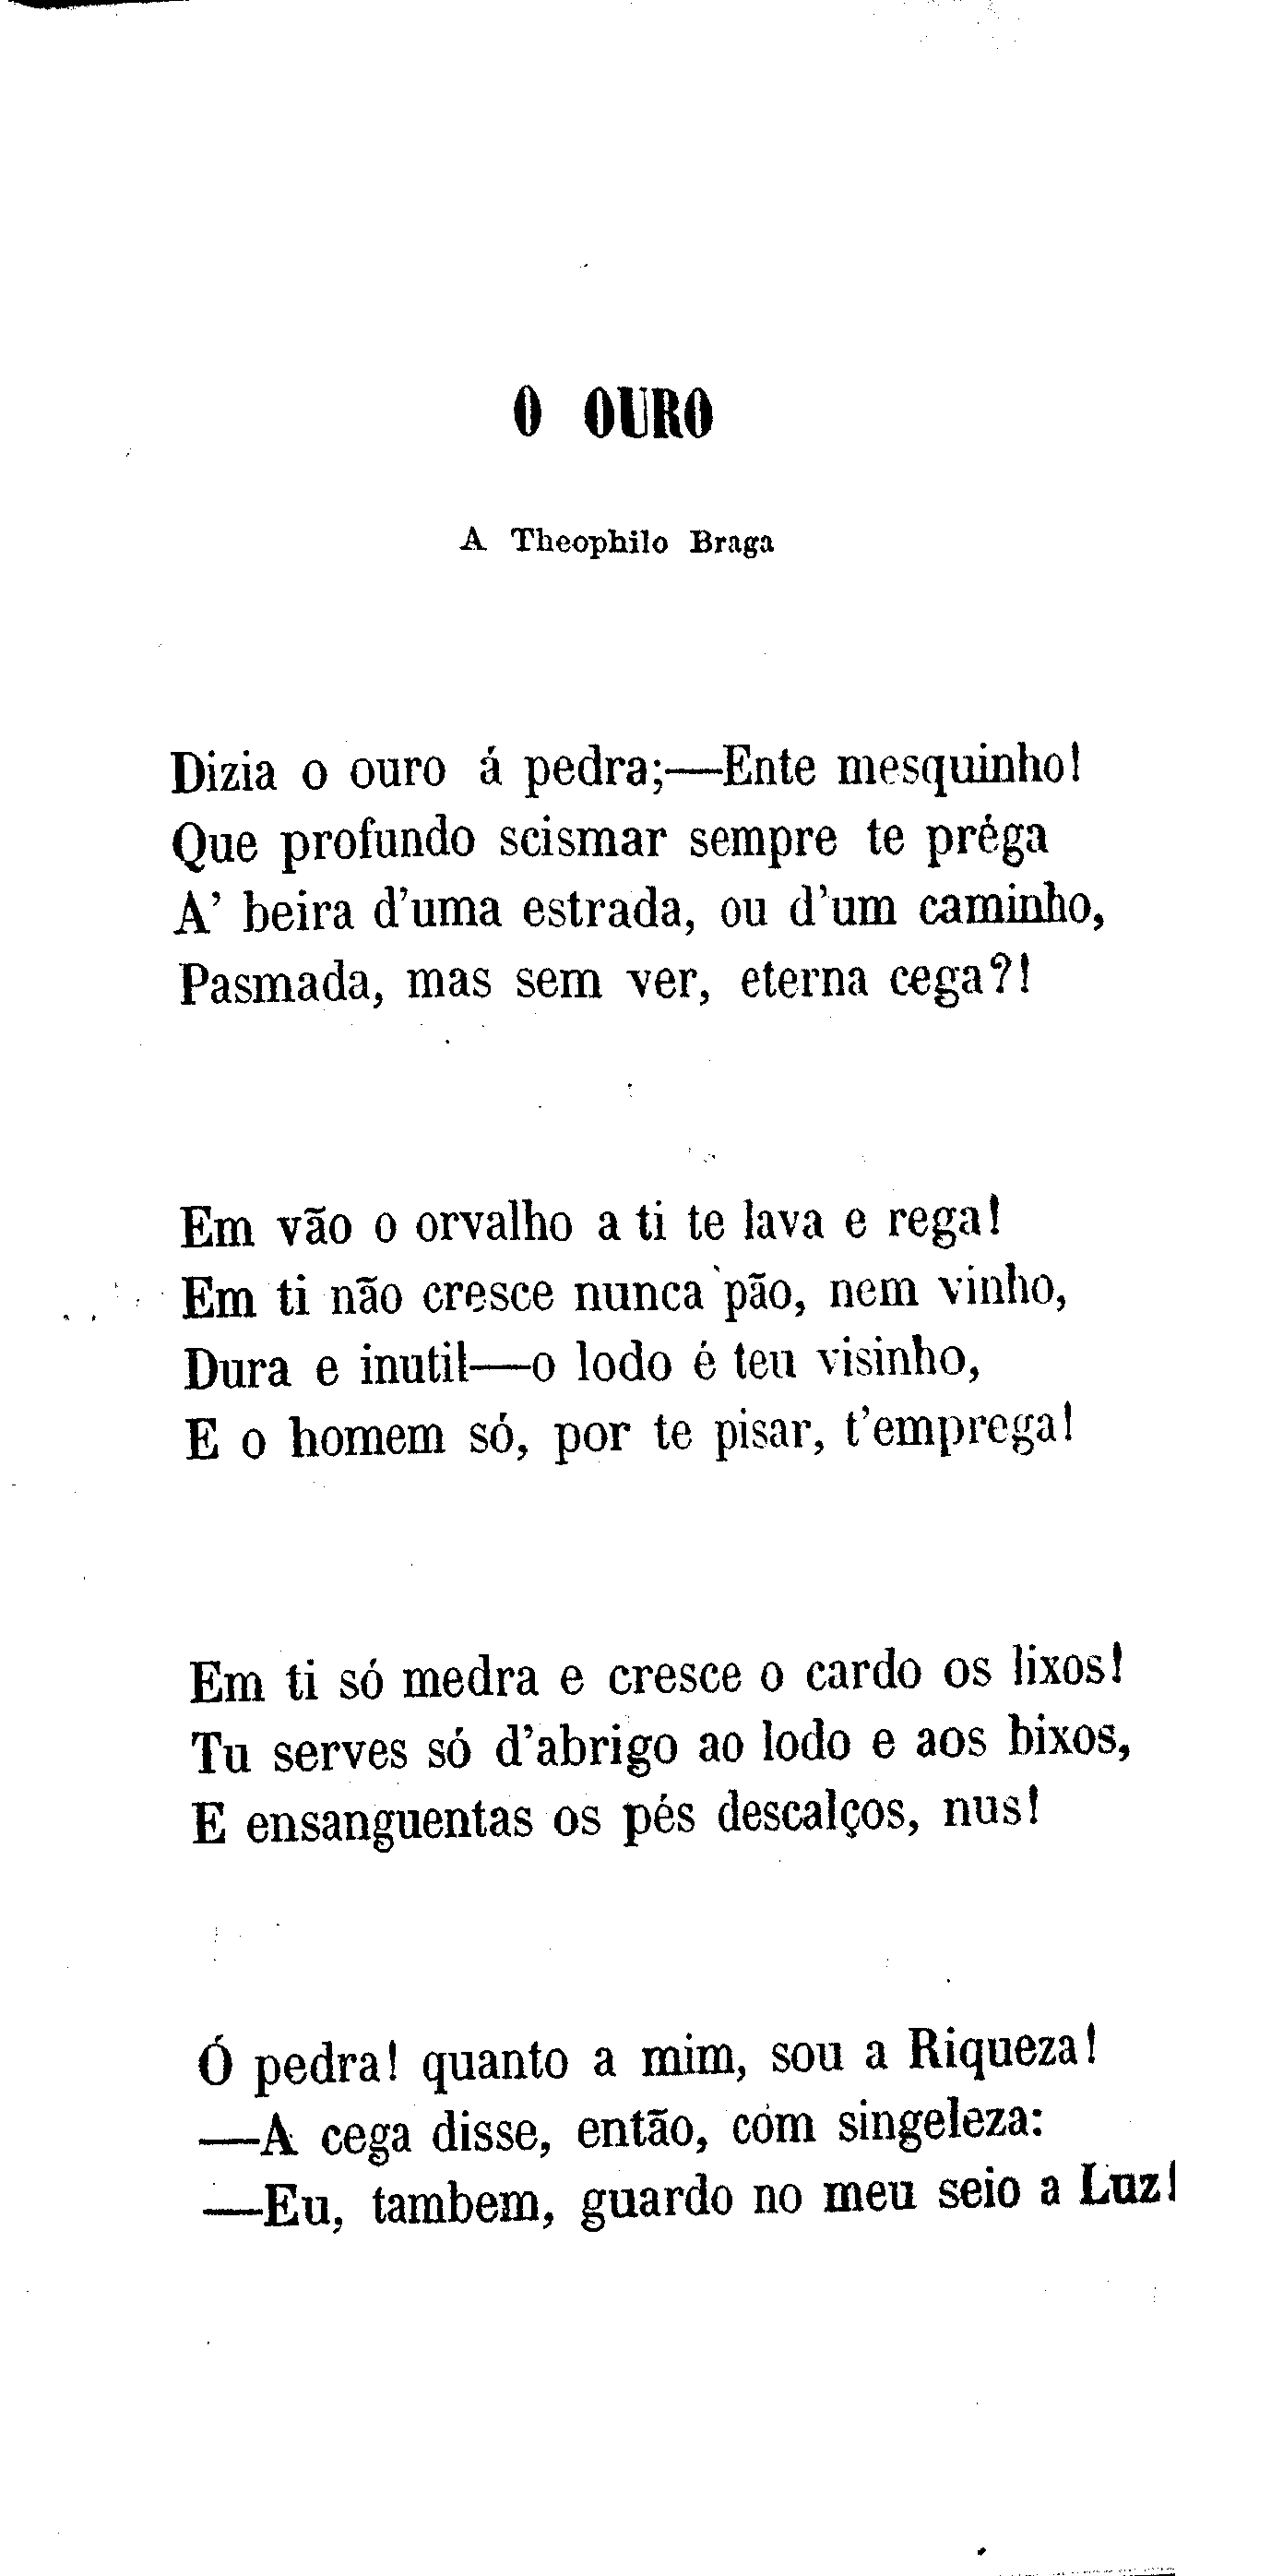 O OURO
A Theophilo Braga
Dizia o ouro á pedra;—Ente mesquinho!
Que profundo scismar sempre te préga
A' beira d'uma estrada, ou d'um caminho,
Pasmada, mas sem ver, eterna cega?!
Em vão o orvalho a ti te lava e rega!
Em ti não cresce nunca pão, nem vinho,
Dura e inutil—o lodo é teu visinho,
E o homem só, por te pisar, t'emprega!
Em ti só medra e cresce o cardo os lixos!
Tu serves só d'abrigo ao lodo e aos bixos,
E ensanguentas os pés descalços, nus!
Ó pedra! quanto a mim, sou a Riqueza!
—A cega disse, então, com singeleza:
—Eu, tambem, guardo no meu seio a Luz!